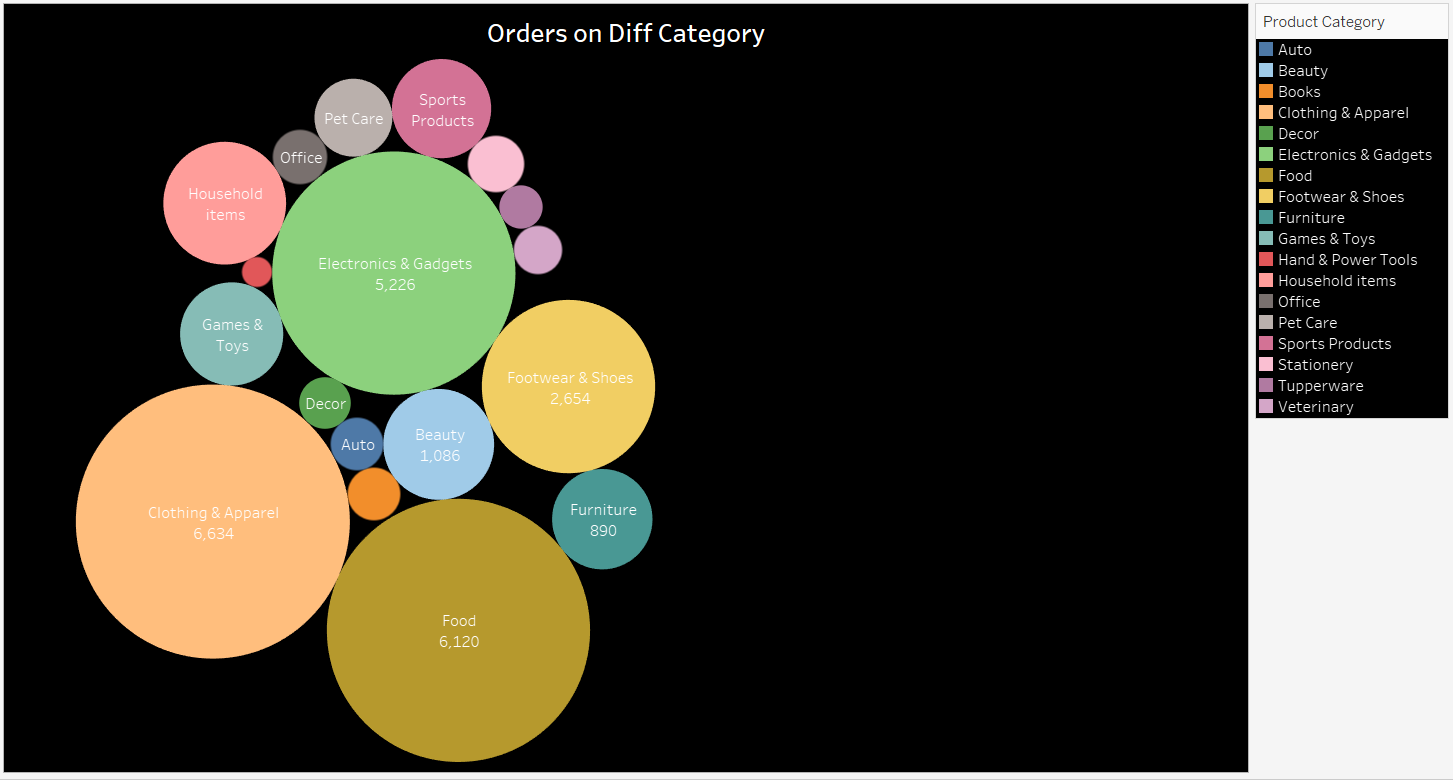 Orders on Diff Category
Sports
Products
Pet Care
Office
Household
items
Electronics & Gadgets
5,226
Games &
Toys
Footwear & Shoes
2,654
Decor
Beauty
1,086
Auto
Clothing & Apparel
6,634
Furniture
890
Food
6,120
Product Category
Auto
Beauty
Books
Clothing & Apparel
Decor
Electronics & Gadgets
Food
Footwear & Shoes
Furniture
Games & Toys
Hand & Power Tools
Household items
Office
Pet Care
Sports Products
Stationery
Tupperware
Veterinary